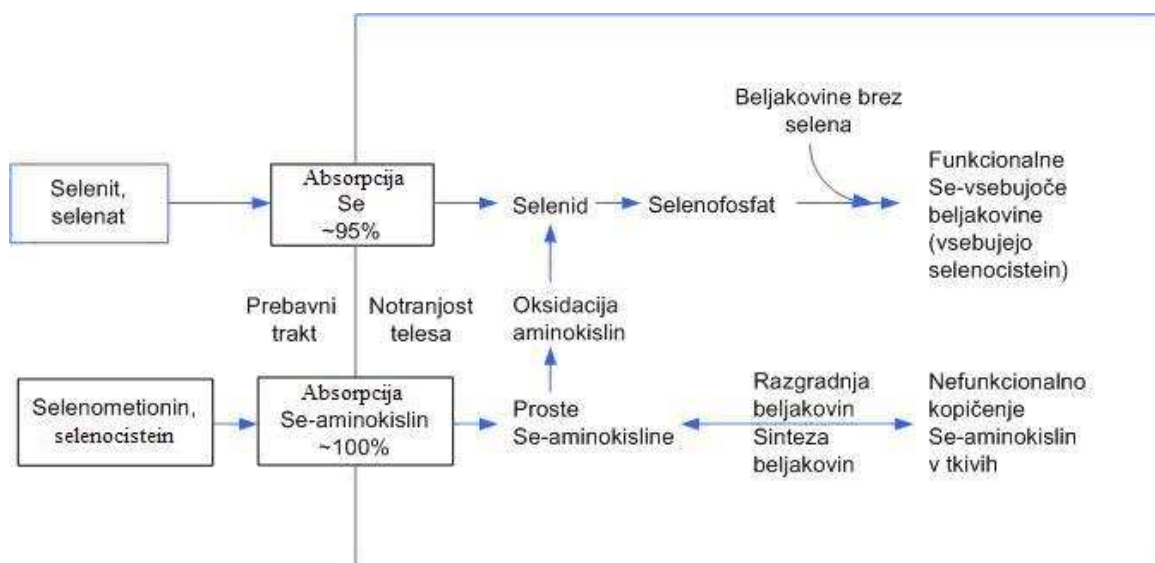 Beljakovine brez
selena
Selenit,
selenat
Absorpcija
Se
~95%
Selenid
Selenofosfat
Funkcionalne
Se-vsebujoče
beljakovine
(vsebujejo
selenocistein)
Prebavni
trakt
Notranjost
telesa
Oksidacija
aminokislin
Selenometionin,
selenocistein
Absorpcija
Se-aminokislin
~100%
Proste
Se-aminokisline
Razgradnja
beljakovin
Sinteza
beljakovin
Nefunkcionalno
kopičenje
Se-aminokislin
v tkivih